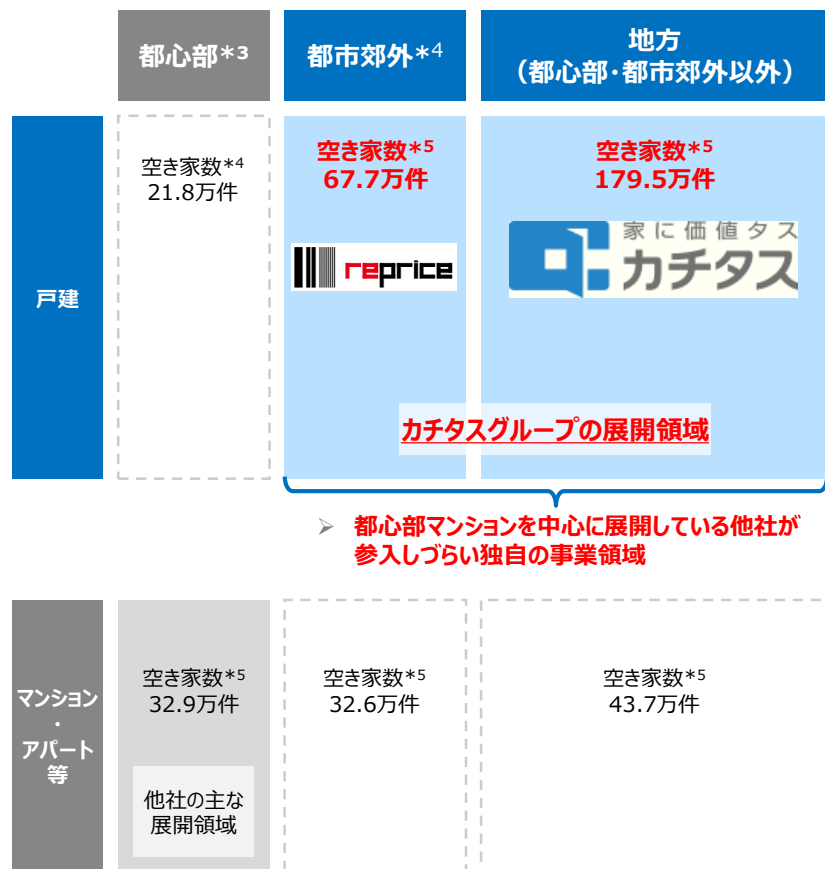 都心部*3
都市郊外*4
地方
（都心部・都市郊外以外）
戸建
空き家数*4
21.8万件
空き家数*5
67.7万件
reprice
空き家数*5
179.5万件
家に価値タス
カチタス
カチタスグループの展開領域
➢ 都心部マンションを中心に展開している他社が
参入しづらい独自の事業領域
マンション
・
アパート
等
空き家数*5
32.9万件
他社の主な
展開領域
空き家数*5
32.6万件
空き家数*5
43.7万件